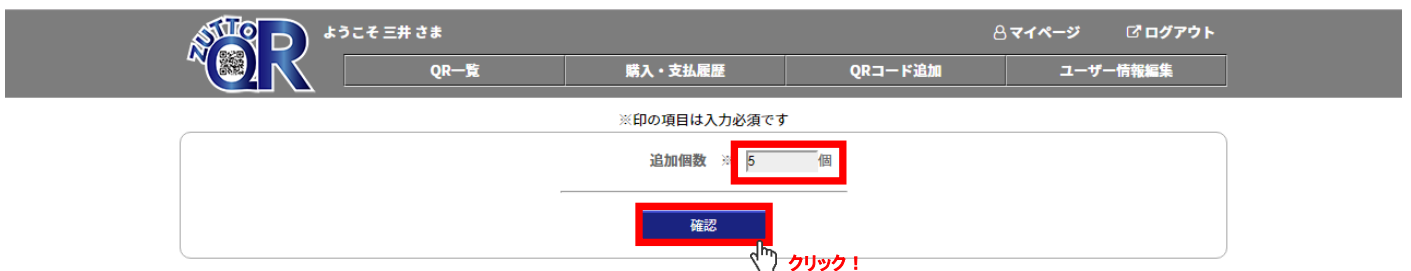 ZUTTO QR
ようこそ 三井 さま
マイページ
ログアウト
QR一覧
購入・支払履歴
QRコード追加
ユーザー情報編集
※印の項目は入力必須です
追加個数 ※ 5 個
確認
クリック！